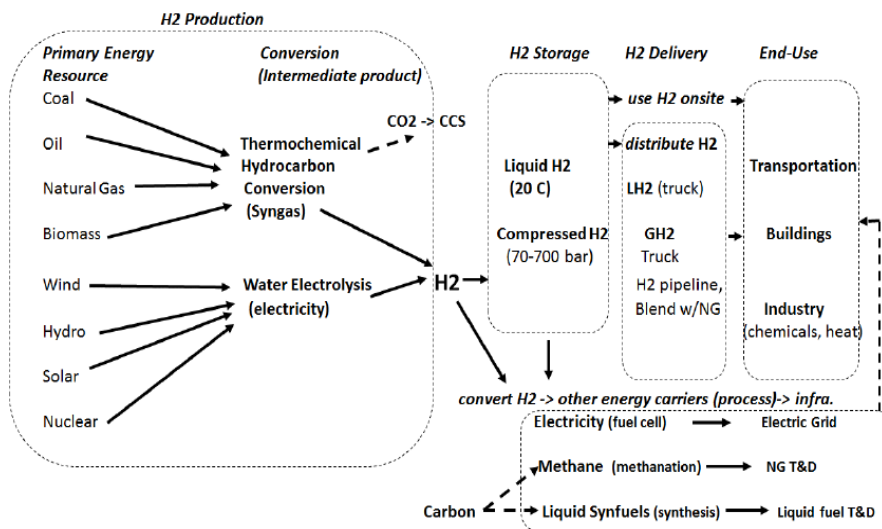 H2 Production
Primary Energy
Resource
Conversion
(Intermediate product)
H2 Storage
H2 Delivery
End-Use
Coal
Oil
Natural Gas
Biomass
Wind
Hydro
Solar
Nuclear
Thermochemical
Hydrocarbon
Conversion
(Syngas)
CO2 -> CCS
Water Electrolysis
(electricity)
H2
Liquid H2
(20 C)
Compressed H2
(70-700 bar)
use H2 onsite
distribute H2
LH2 (truck)
GH2
Truck
H2 pipeline,
Blend w/NG
Transportation
Buildings
Industry
(chemicals, heat)
convert H2 -> other energy carriers (process)-> infra.
Electricity (fuel cell)
Electric Grid
Methane (methanation)
NG T&D
Carbon
Liquid Synfuels (synthesis)
Liquid fuel T&D